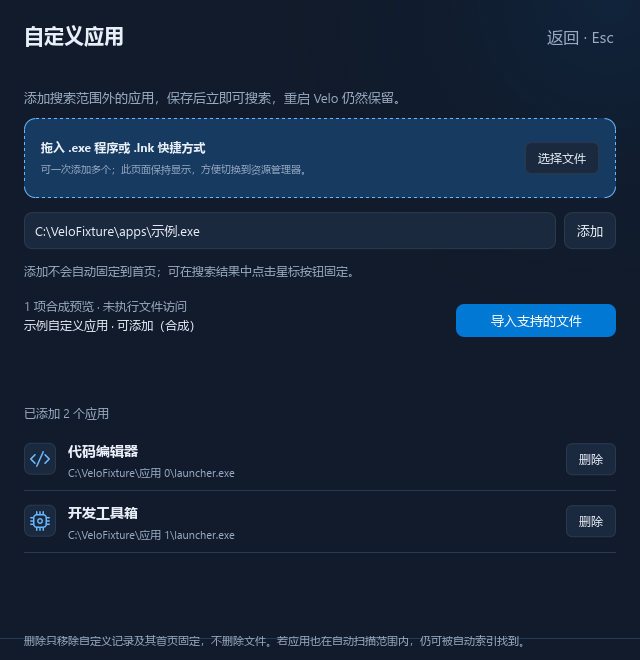 自定义应用
返回 · Esc
添加搜索范围外的应用，保存后立即可搜索，重启 Velo 仍然保留。
拖入 .exe 程序或 .lnk 快捷方式
可一次添加多个；此页面保持显示，方便切换到资源管理器。
选择文件
C:\VeloFixture\apps\示例.exe
添加
添加不会自动固定到首页；可在搜索结果中点击星标按钮固定。
1 项合成预览 · 未执行文件访问
示例自定义应用 · 可添加（合成）
导入支持的文件
已添加 2 个应用
代码编辑器
C:\VeloFixture\应用 0\launcher.exe
删除
开发工具箱
C:\VeloFixture\应用 1\launcher.exe
删除
删除只移除自定义记录及其首页固定，不删除文件。若应用也在自动扫描范围内，仍可被自动索引找到。